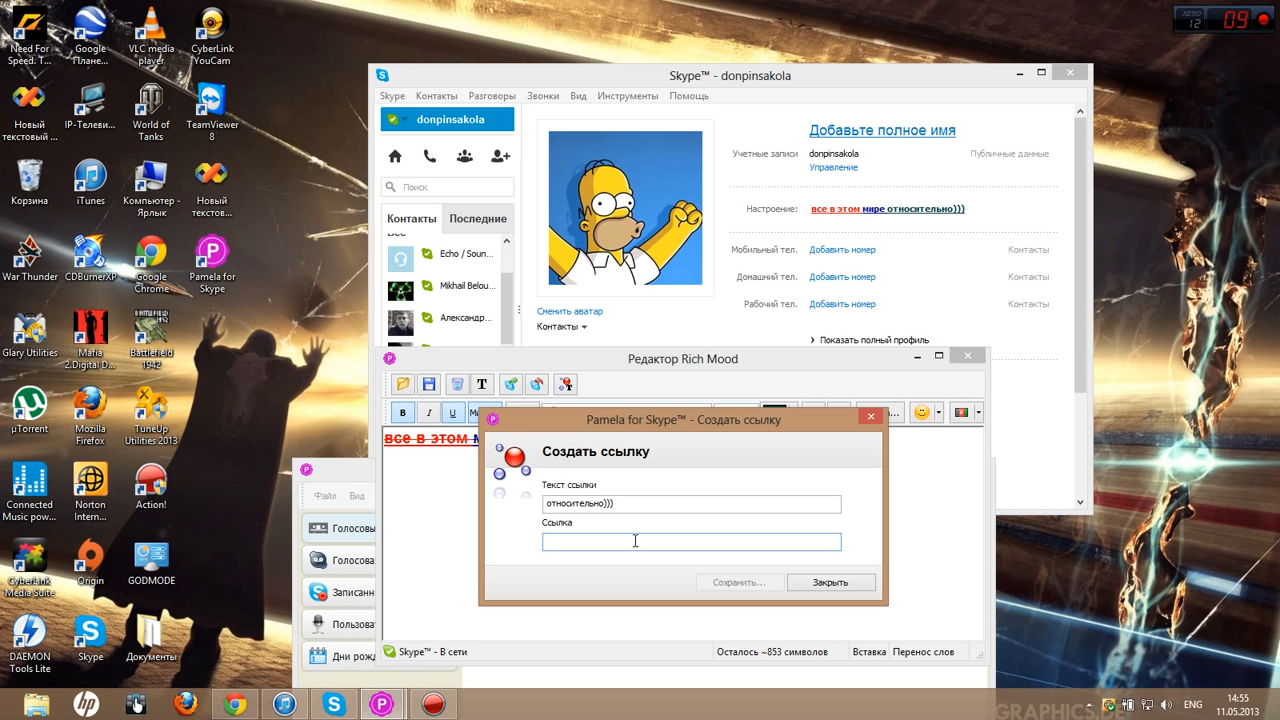 Need For
Speed. T...
Google
Плане...
VLC media
player
CyberLink
YouCam
Новый
текстовый ...
IP-Телеви...
World of
Tanks
TeamViewer
8
Корзина
iTunes
Компьютер -
Ярлык
Новый
текстов...
War Thunder
CDBurnerXP
Google
Chrome
Pamela for
Skype
Glary Utilities
Mafia
2.Digital D...
Battlefield
1942
µTorrent
Mozilla
Firefox
TuneUp
Utilities 2013
Connected
Music pow...
Norton
Intern...
Action!
CyberLink
Media Suite
Origin
GODMODE
DAEMON
Tools Lite
Skype
Документы
AERO
12
09
Skype™ - donpinsakola
Skype Контакты Разговоры Звонки Вид Инструменты Помощь
donpinsakola
Поиск
Контакты Последние
Echo / Soun...
Mikhail Belou...
Александр...
Сменить аватар
Контакты
Добавьте полное имя
Учетные записи donpinsakola Публичные данные
Управление
Настроение: все в этом мире относительно)))
Мобильный тел. Добавить номер Контакты
Домашний тел. Добавить номер Контакты
Рабочий тел. Добавить номер Контакты
Показать полный профиль
Редактор Rich Mood
T
B I U
все в этом м
Pamela for Skype™ - Создать ссылку
Создать ссылку
Текст ссылки
относительно)))
Ссылка
Сохранить... Закрыть
Skype™ - В сети Осталось ~853 символов Вставка Перенос слов
Файл Вид
Голосовы
Голосова
Записанн
Пользова
Дни рожд
ENG
14:55
11.05.2013